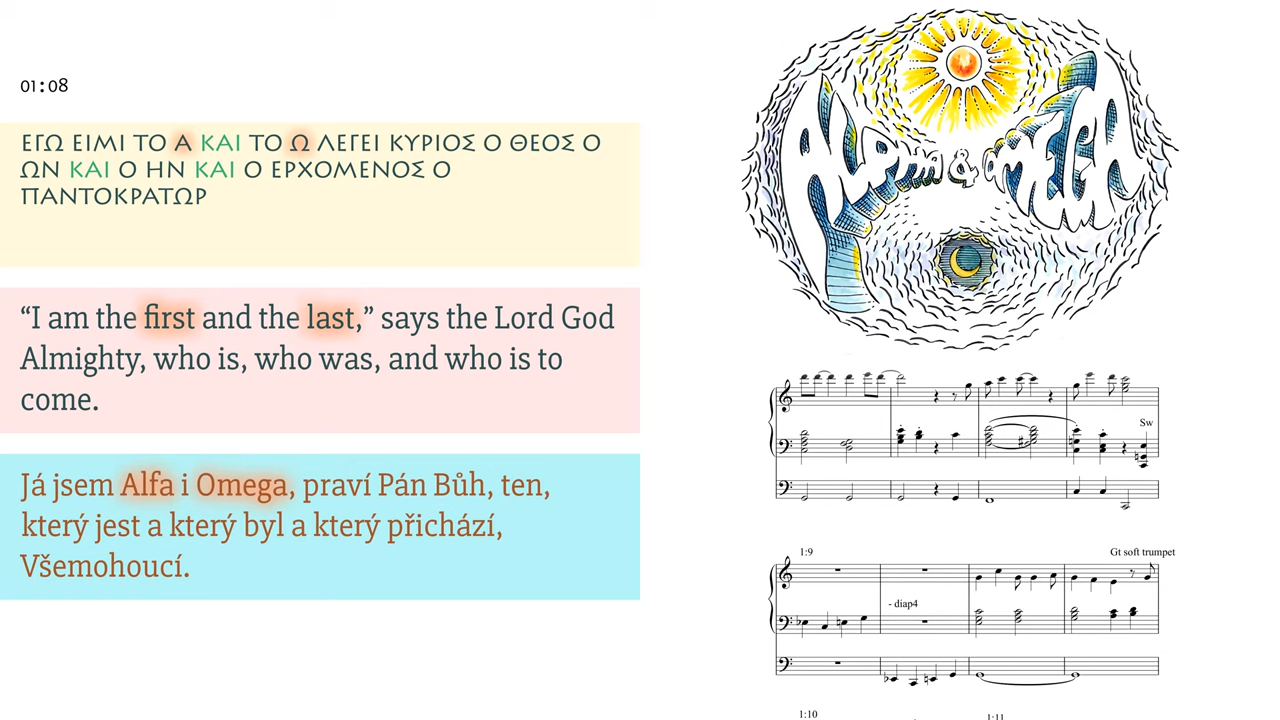 01:08
ΕΓΩ ΕΙΜΙ ΤΟ Α ΚΑΙ ΤΟ Ω ΛΕΓΕΙ ΚΥΡΙΟΣ Ο ΘΕΟΣ Ο
ΩΝ ΚΑΙ Ο ΗΝ ΚΑΙ Ο ΕΡΧΟΜΕΝΟΣ Ο
ΠΑΝΤΟΚΡΑΤΩΡ
“I am the first and the last,” says the Lord God
Almighty, who is, who was, and who is to
come.
Já jsem Alfa i Omega, praví Pán Bůh, ten,
který jest a který byl a který přichází,
Všemohoucí.
ALPHA & OMEGA
Sw
1:9
Gt soft trumpet
- diap4
1:10
1:11